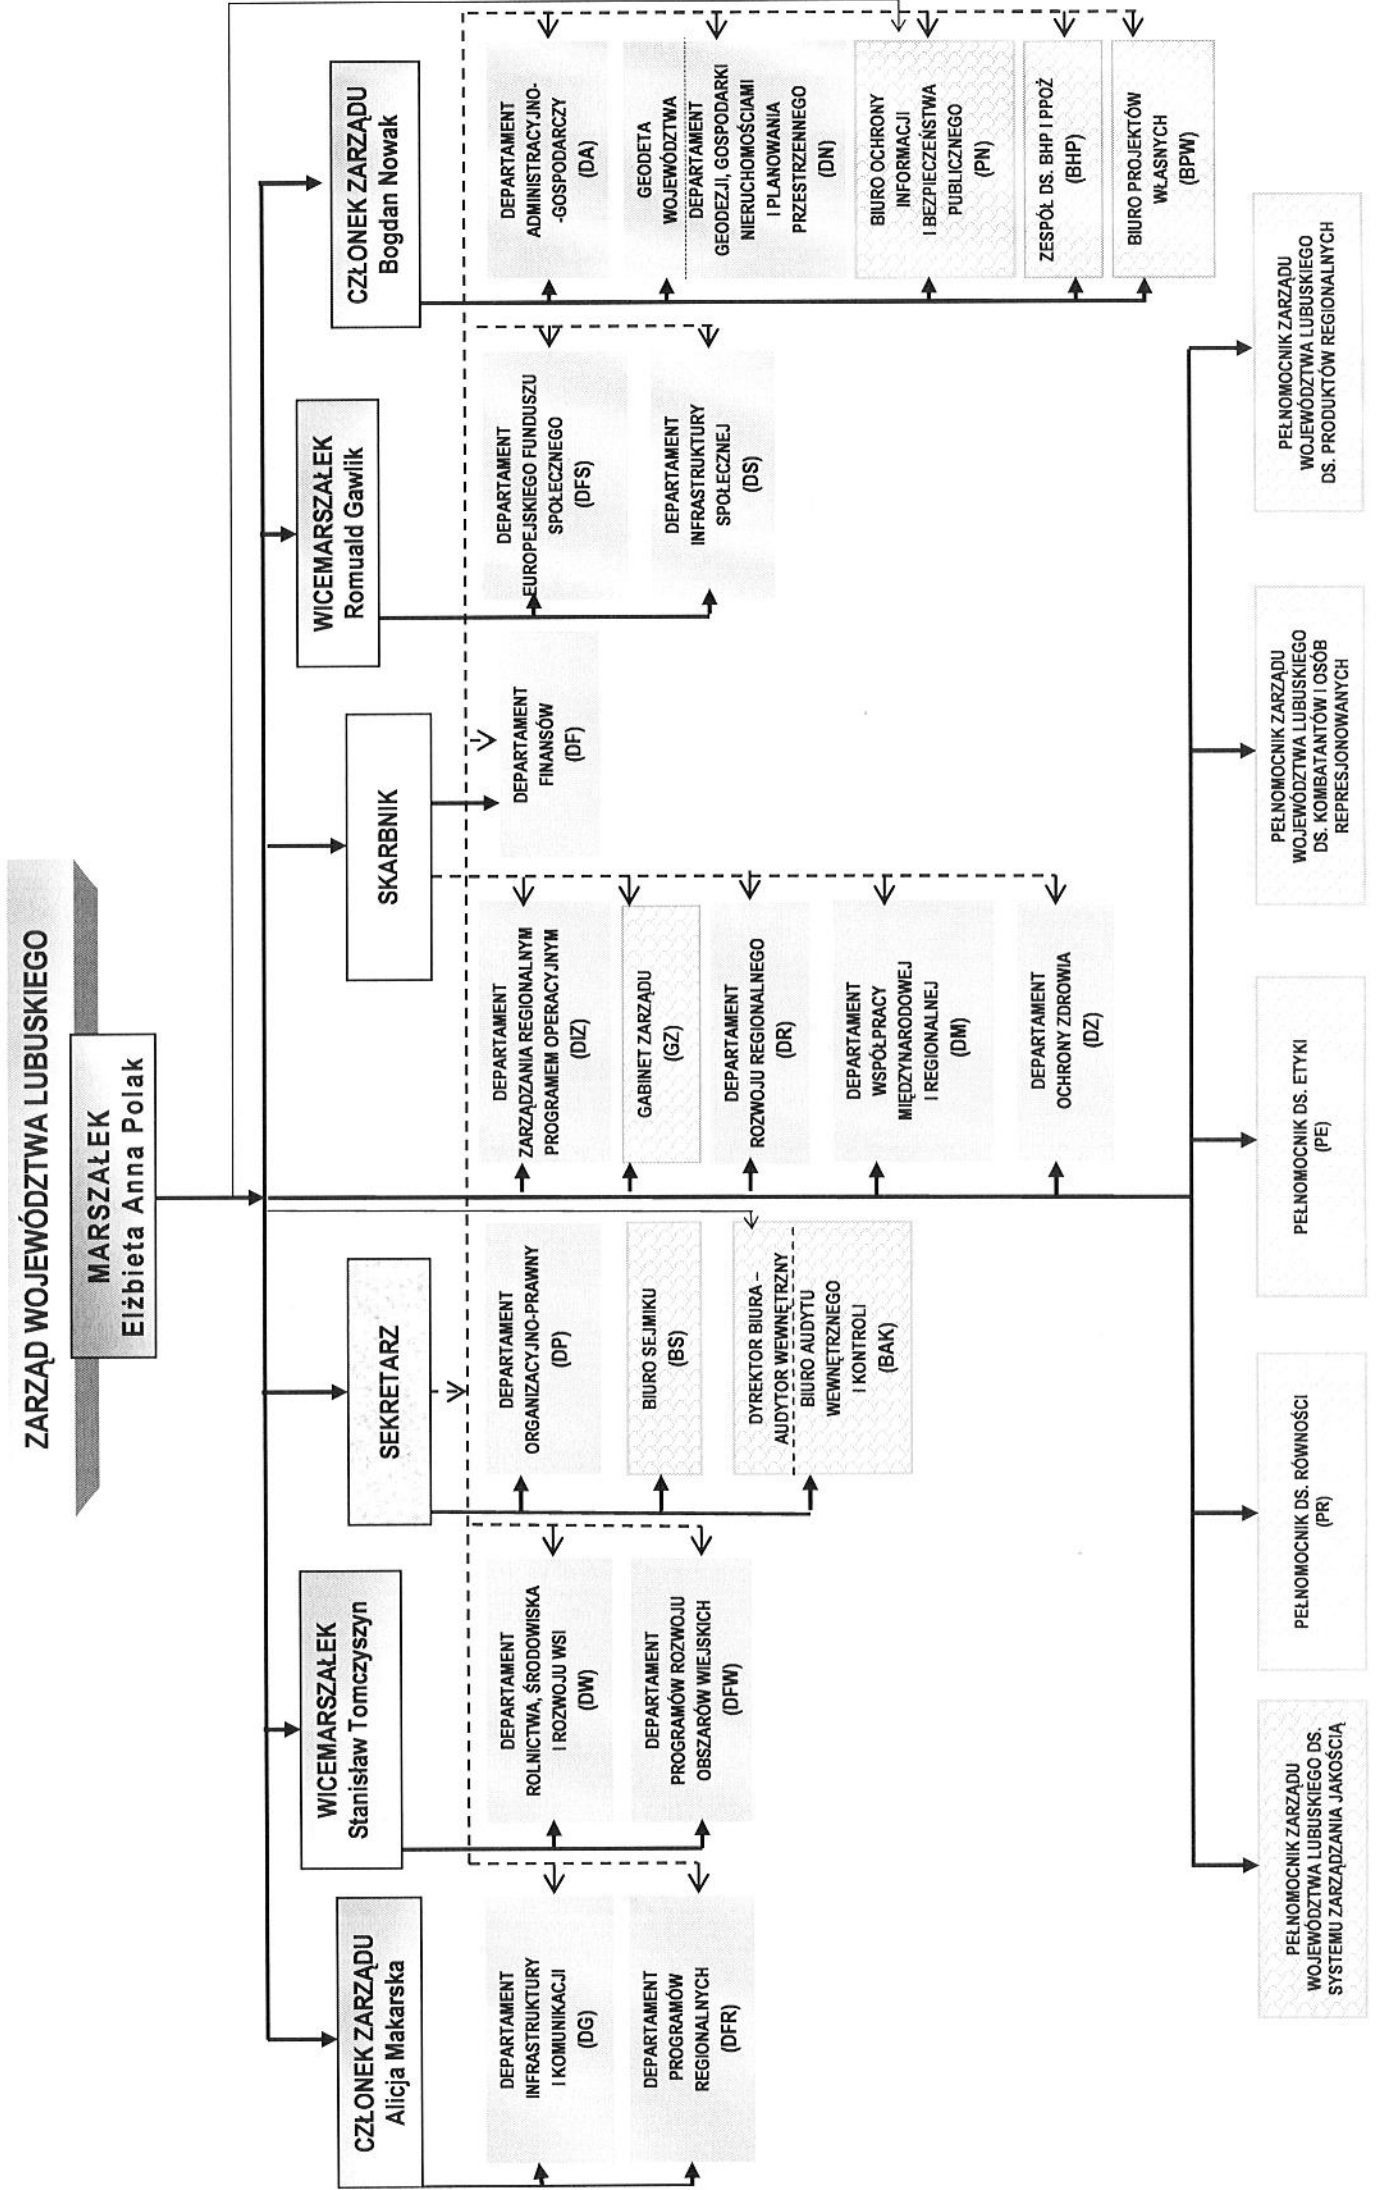 ZARZĄD WOJEWÓDZTWA LUBUSKIEGO
MARSZAŁEK
Elżbieta Anna Polak
CZŁONEK ZARZĄDU
Alicja Makarska
WICEMARSZAŁEK
Stanisław Tomczyszyn
SEKRETARZ
SKARBNIK
WICEMARSZAŁEK
Romuald Gawlik
CZŁONEK ZARZĄDU
Bogdan Nowak
DEPARTAMENT
INFRASTRUKTURY
I KOMUNIKACJI
(DG)
DEPARTAMENT
PROGRAMÓW
REGIONALNYCH
(DFR)
DEPARTAMENT
ROLNICTWA, ŚRODOWISKA
I ROZWOJU WSI
(DW)
DEPARTAMENT
PROGRAMÓW ROZWOJU
OBSZARÓW WIEJSKICH
(DFW)
DEPARTAMENT
ORGANIZACYJNO-PRAWNY
(DP)
BIURO SEJMIKU
(BS)
DYREKTOR BIURA –
AUDYTOR WEWNĘTRZNY
BIURO AUDYTU
WEWNĘTRZNEGO
I KONTROLI
(BAK)
DEPARTAMENT
ZARZĄDZANIA REGIONALNYM
PROGRAMEM OPERACYJNYM
(DIZ)
GABINET ZARZĄDU
(GZ)
DEPARTAMENT
ROZWOJU REGIONALNEGO
(DR)
DEPARTAMENT
WSPÓŁPRACY
MIĘDZYNARODOWEJ
I REGIONALNEJ
(DM)
DEPARTAMENT
OCHRONY ZDROWIA
(DZ)
DEPARTAMENT
FINANSÓW
(DF)
DEPARTAMENT
EUROPEJSKIEGO FUNDUSZU
SPOŁECZNEGO
(DFS)
DEPARTAMENT
INFRASTRUKTURY
SPOŁECZNEJ
(DS)
DEPARTAMENT
ADMINISTRACYJNO-
-GOSPODARCZY
(DA)
GEODETA
WOJEWÓDZTWA
DEPARTAMENT
GEODEZJI, GOSPODARKI
NIERUCHOMOŚCIAMI
I PLANOWANIA
PRZESTRZENNEGO
(DN)
BIURO OCHRONY
INFORMACJI
I BEZPIECZEŃSTWA
PUBLICZNEGO
(PN)
ZESPÓŁ DS. BHP I PPOŻ
(BHP)
BIURO PROJEKTÓW
WŁASNYCH
(BPW)
PEŁNOMOCNIK ZARZĄDU
WOJEWÓDZTWA LUBUSKIEGO DS.
SYSTEMU ZARZĄDZANIA JAKOŚCIĄ
PEŁNOMOCNIK DS. RÓWNOŚCI
(PR)
PEŁNOMOCNIK DS. ETYKI
(PE)
PEŁNOMOCNIK ZARZĄDU
WOJEWÓDZTWA LUBUSKIEGO
DS. KOMBATANTÓW I OSÓB
REPRESJONOWANYCH
PEŁNOMOCNIK ZARZĄDU
WOJEWÓDZTWA LUBUSKIEGO
DS. PRODUKTÓW REGIONALNYCH